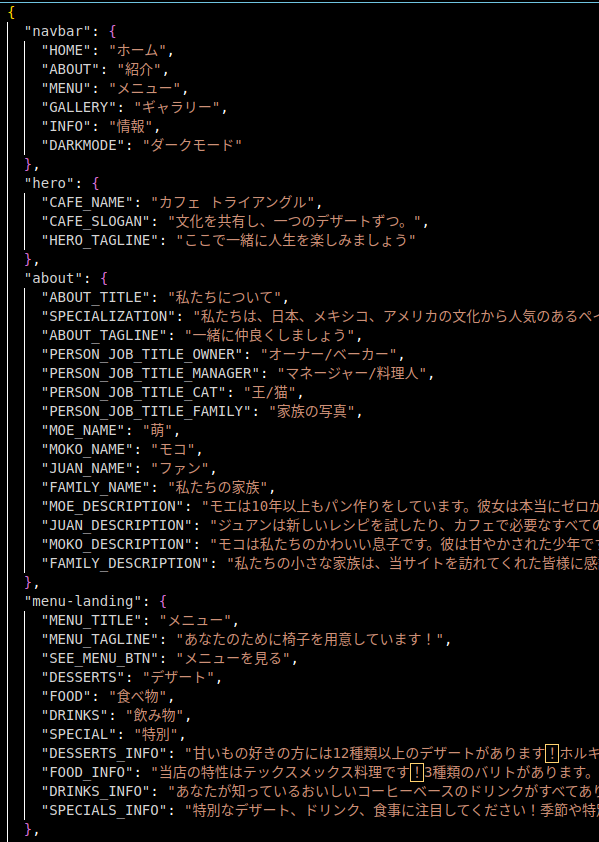 {
"navbar": {
"HOME": "ホーム",
"ABOUT": "紹介",
"MENU": "メニュー",
"GALLERY": "ギャラリー",
"INFO": "情報",
"DARKMODE": "ダークモード"
},
"hero": {
"CAFE_NAME": "カフェ トライアングル",
"CAFE_SLOGAN": "文化を共有し、一つのデザートずつ。",
"HERO_TAGLINE": "ここで一緒に人生を楽しみましょう"
},
"about": {
"ABOUT_TITLE": "私たちについて",
"SPECIALIZATION": "私たちは、日本、メキシコ、アメリカの文化から人気のあるペイ
"ABOUT_TAGLINE": "一緒に仲良くしましょう",
"PERSON_JOB_TITLE_OWNER": "オーナー/ベーカー",
"PERSON_JOB_TITLE_MANAGER": "マネージャー/料理人",
"PERSON_JOB_TITLE_CAT": "王/猫",
"PERSON_JOB_TITLE_FAMILY": "家族の写真",
"MOE_NAME": "萌",
"MOKO_NAME": "モコ",
"JUAN_NAME": "ファン",
"FAMILY_NAME": "私たちの家族",
"MOE_DESCRIPTION": "モエは10年以上もパン作りをしています。彼女は本当にゼロか
"JUAN_DESCRIPTION": "ジュアンは新しいレシピを試したり、カフェで必要なすべての
"MOKO_DESCRIPTION": "モコは私たちのかわいい息子です。彼は甘やかされた少年で
"FAMILY_DESCRIPTION": "私たちの小さな家族は、当サイトを訪れてくれた皆様に感
},
"menu-landing": {
"MENU_TITLE": "メニュー",
"MENU_TAGLINE": "あなたのために椅子を用意しています！",
"SEE_MENU_BTN": "メニューを見る",
"DESSERTS": "デザート",
"FOOD": "食べ物",
"DRINKS": "飲み物",
"SPECIAL": "特別",
"DESSERTS_INFO": "甘いもの好きの方には12種類以上のデザートがあります！ホルキ
"FOOD_INFO": "当店の特性はテックスメックス料理です！3種類のバリトがあります。
"DRINKS_INFO": "あなたが知っているおいしいコーヒーベースのドリンクがすべてあり
"SPECIALS_INFO": "特別なデザート、ドリンク、食事に注目してください！季節や特別
},